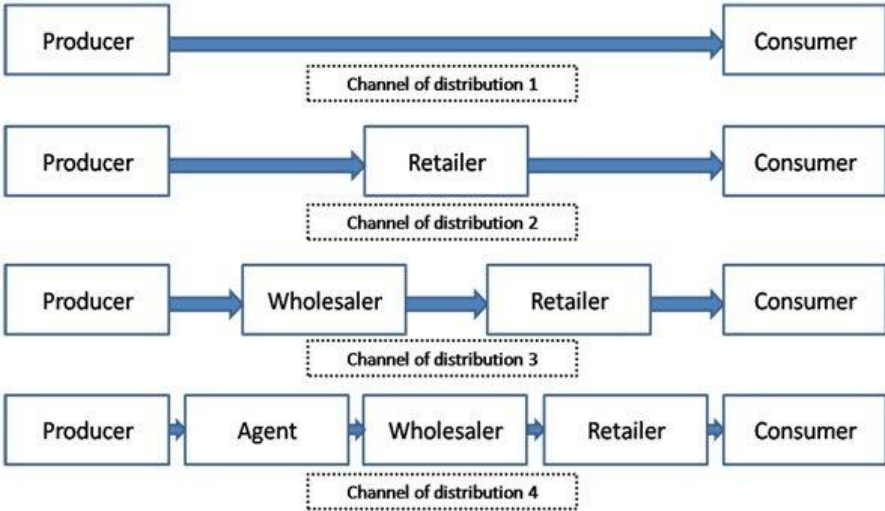 Producer
Consumer
Channel of distribution 1
Producer
Retailer
Consumer
Channel of distribution 2
Producer
Wholesaler
Retailer
Consumer
Channel of distribution 3
Producer
Agent
Wholesaler
Retailer
Consumer
Channel of distribution 4